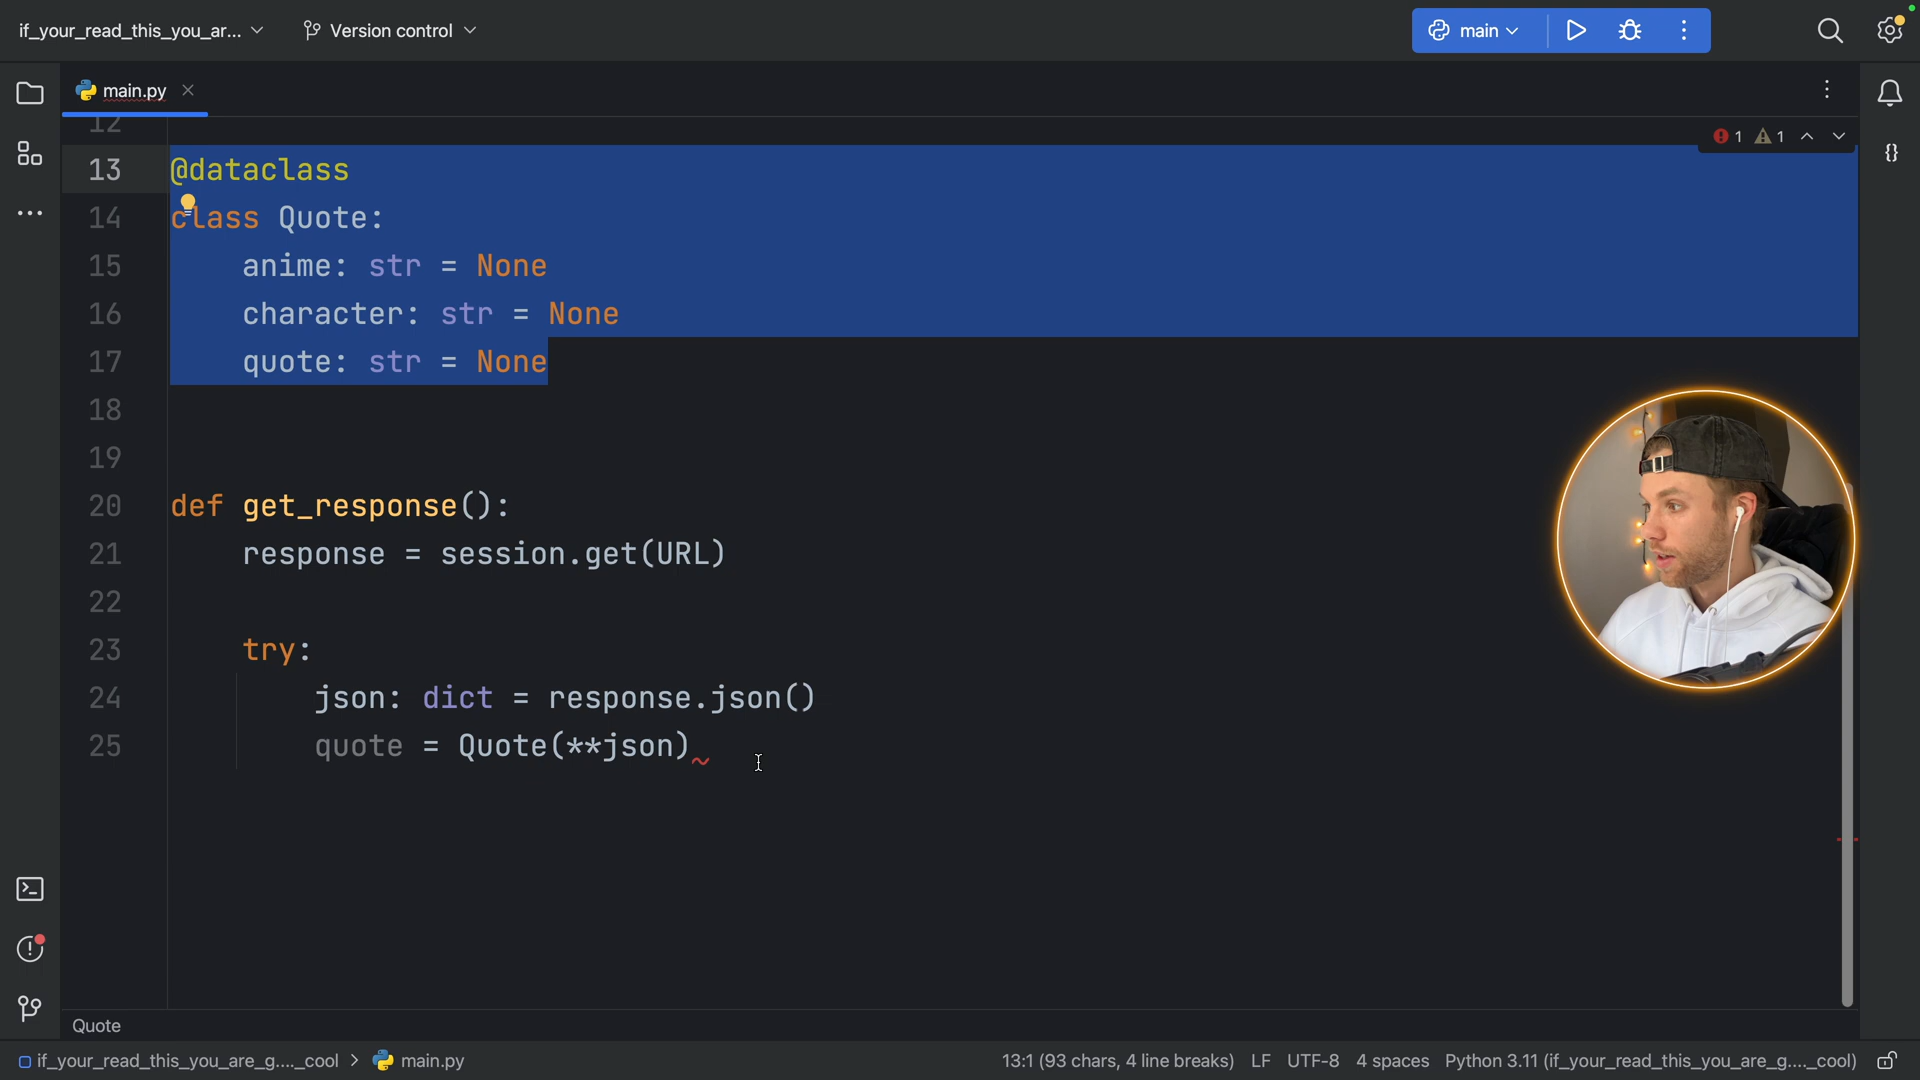 if_your_read_this_you_ar...
Version control
main
main.py
1 1
12
13 @dataclass
14 class Quote:
15 anime: str = None
16 character: str = None
17 quote: str = None
18
19
20 def get_response():
21 response = session.get(URL)
22
23 try:
24 json: dict = response.json()
25 quote = Quote(**json)
Quote
if_your_read_this_you_are_g...._cool > main.py 13:1 (93 chars, 4 line breaks) LF UTF-8 4 spaces Python 3.11 (if_your_read_this_you_are_g...._cool)